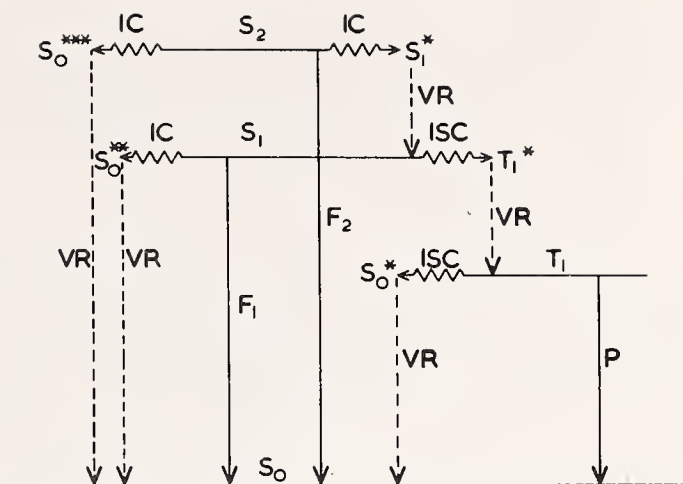 IC S₂ IC
S₀*** S₁*
VR
IC S₁ ISC
S₀** T₁*
VR
F₂
VR VR S₀* ISC T₁
F₁
VR P
S₀